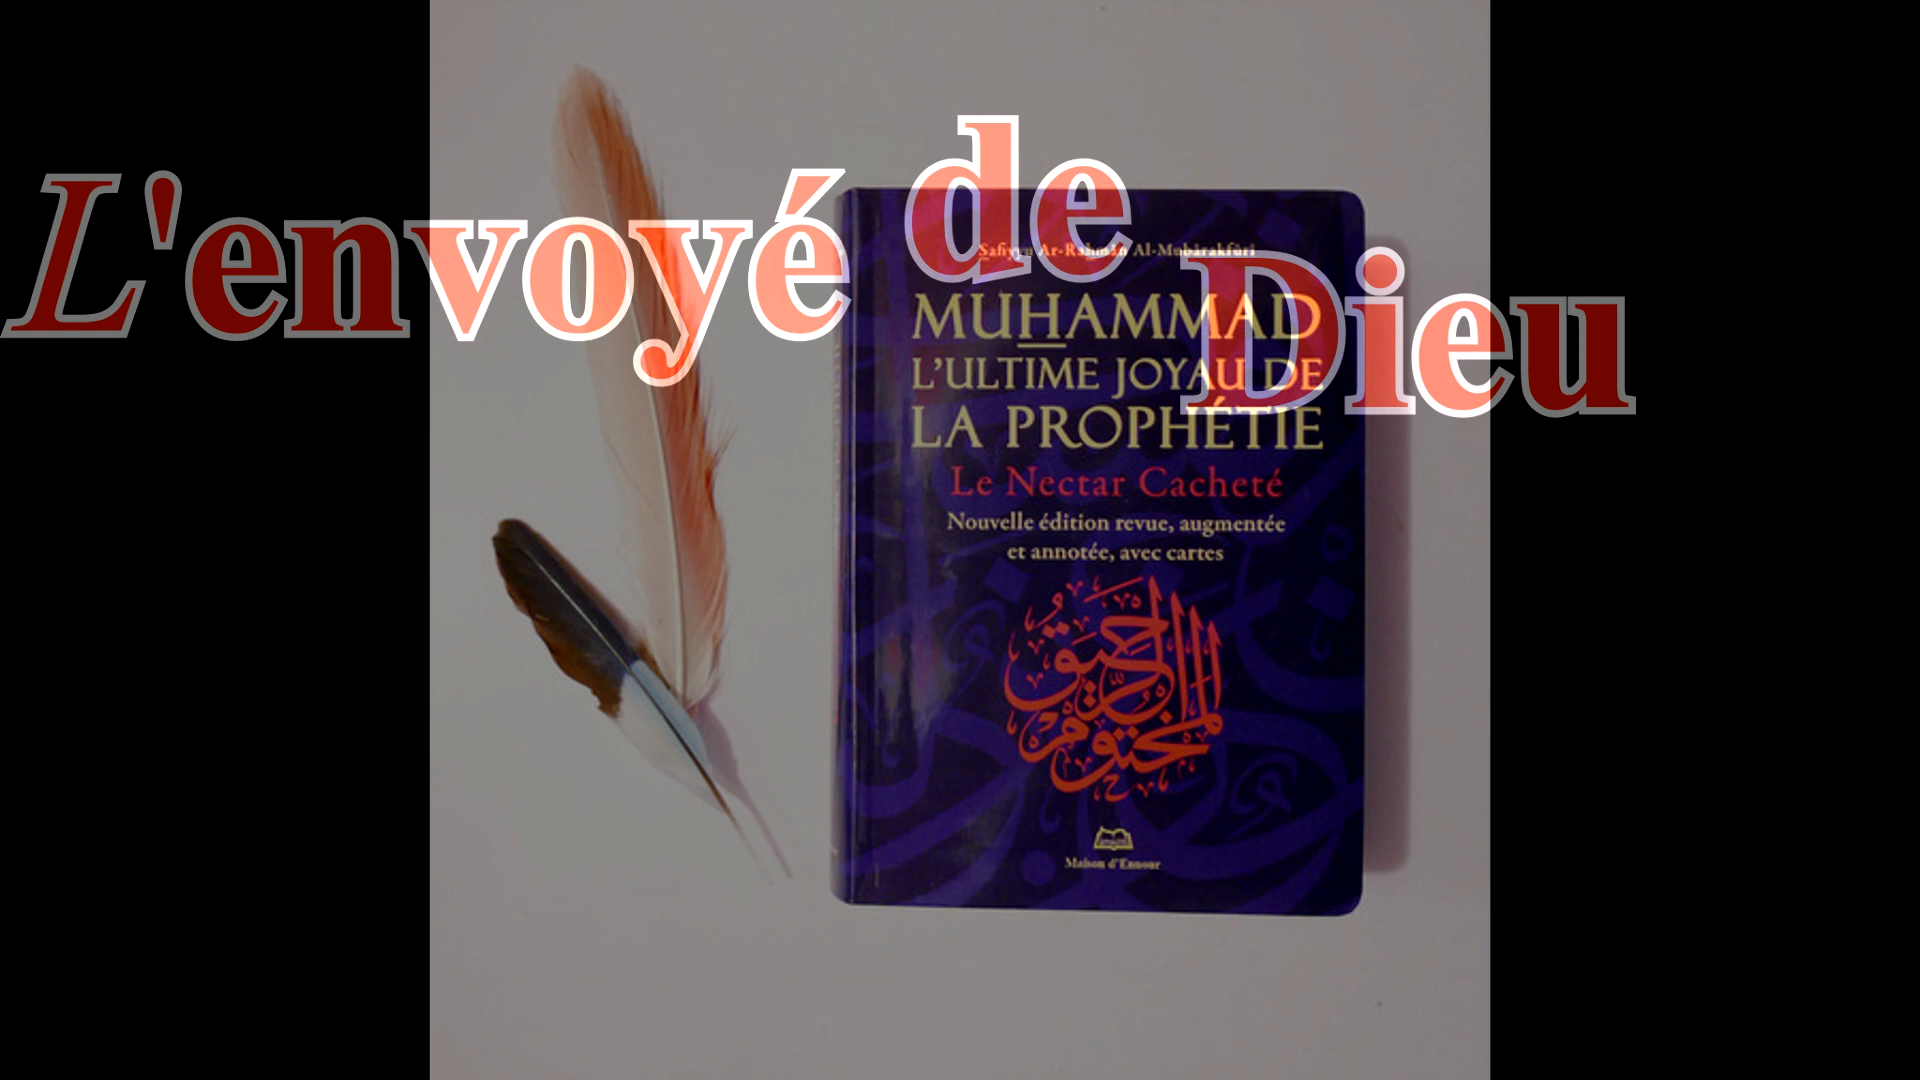 L'envoyé de Dieu
Safiyyu Ar-Rahmân Al-Mubârakfûrî
MUHAMMAD
L'ULTIME JOYAU DE
LA PROPHÉTIE
Le Nectar Cacheté
Nouvelle édition revue, augmentée
et annotée, avec cartes
الرحيق
المختوم
Maison d'Ennour